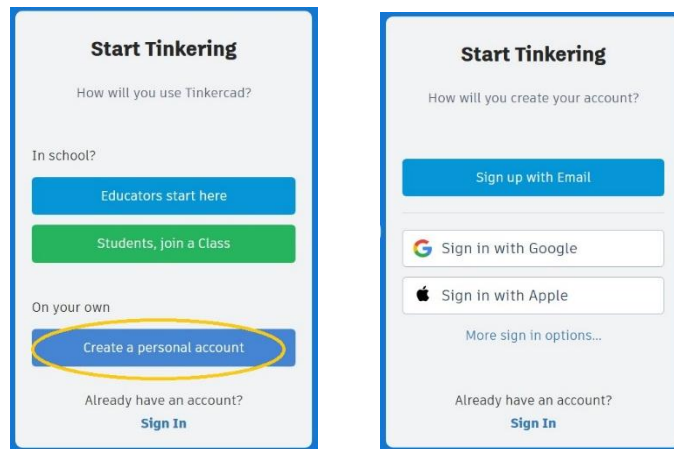 Start Tinkering
How will you use Tinkercad?
In school?
Educators start here
Students, join a Class
On your own
Create a personal account
Already have an account?
Sign In
Start Tinkering
How will you create your account?
Sign up with Email
Sign in with Google
Sign in with Apple
More sign in options...
Already have an account?
Sign In